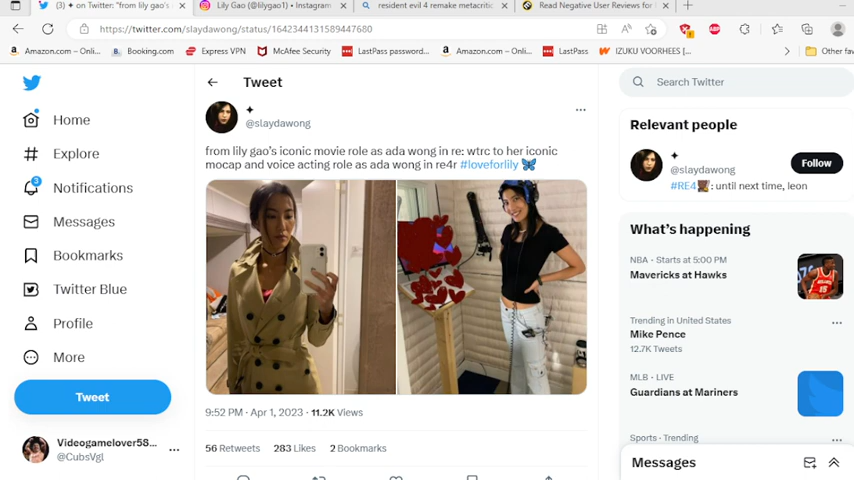 (3) ✦ on Twitter: "from lily gao's
Lily Gao (@lilygao1) • Instagram
resident evil 4 remake metacritic
Read Negative User Reviews for
https://twitter.com/slaydawong/status/1642344131589447680
Amazon.com – Onli...
Booking.com
Express VPN
McAfee Security
LastPass password...
Amazon.com – Onli...
LastPass
IZUKU VOORHEES [...
Other fav
Tweet
✦
@slaydawong
from lily gao's iconic movie role as ada wong in re: wtrc to her iconic
mocap and voice acting role as ada wong in re4r #loveforlily 🦋
9:52 PM · Apr 1, 2023 · 11.2K Views
56 Retweets 283 Likes 2 Bookmarks
Home
Explore
3
Notifications
Messages
Bookmarks
Twitter Blue
Profile
More
Tweet
Videogamelover58...
@CubsVgl
Search Twitter
Relevant people
✦
@slaydawong
Follow
#RE4 : until next time, leon
What's happening
NBA · Starts at 5:00 PM
Mavericks at Hawks
Trending in United States
Mike Pence
12.7K Tweets
MLB · LIVE
Guardians at Mariners
Sports · Trending
Messages